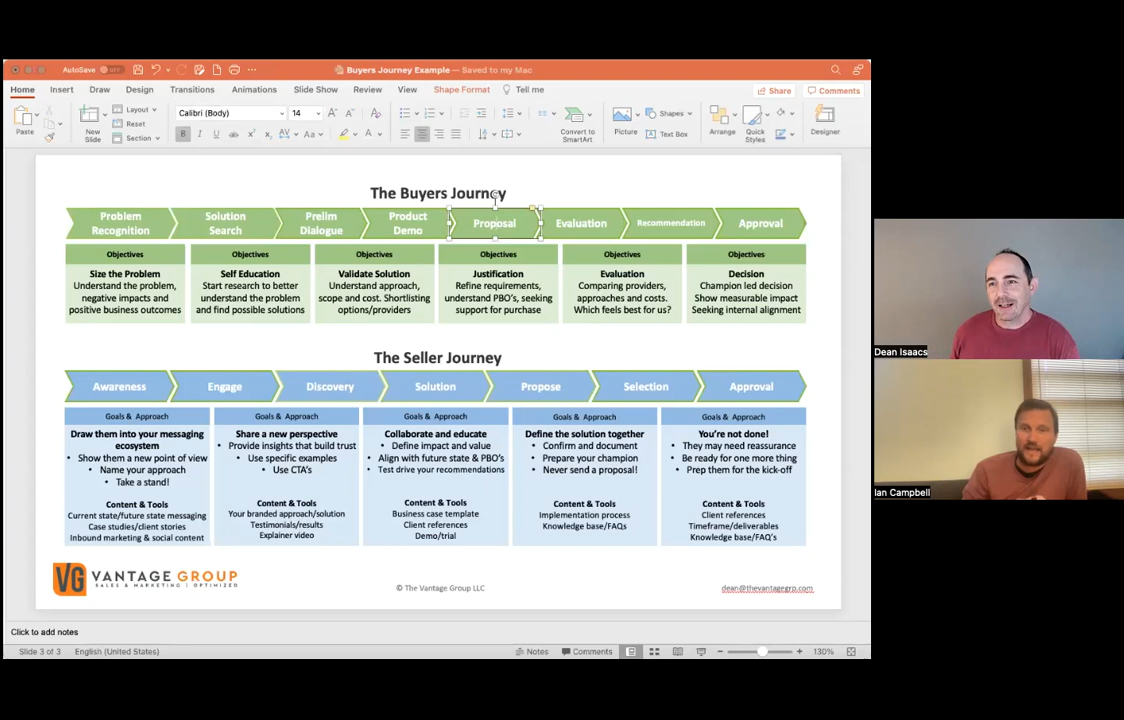 AutoSave OFF
Buyers Journey Example — Saved to my Mac
Home Insert Draw Design Transitions Animations Slide Show Review View Shape Format Tell me
Share Comments
Paste
New Slide
Layout
Reset
Section
Calibri (Body) 14
Convert to SmartArt
Picture
Shapes
Text Box
Arrange
Quick Styles
Designer
The Buyers Journey
Problem Recognition
Solution Search
Prelim Dialogue
Product Demo
Proposal
Evaluation
Recommendation
Approval
Objectives
Size the Problem
Understand the problem,
negative impacts and
positive business outcomes
Objectives
Self Education
Start research to better
understand the problem
and find possible solutions
Objectives
Validate Solution
Understand approach,
scope and cost. Shortlisting
options/providers
Objectives
Justification
Refine requirements,
understand PBO's, seeking
support for purchase
Objectives
Evaluation
Comparing providers,
approaches and costs.
Which feels best for us?
Objectives
Decision
Champion led decision
Show measurable impact
Seeking internal alignment
The Seller Journey
Awareness
Engage
Discovery
Solution
Propose
Selection
Approval
Goals & Approach
Draw them into your messaging
ecosystem
• Show them a new point of view
• Name your approach
• Take a stand!
Content & Tools
Current state/future state messaging
Case studies/client stories
Inbound marketing & social content
Goals & Approach
Share a new perspective
• Provide insights that build trust
• Use specific examples
• Use CTA's
Content & Tools
Your branded approach/solution
Testimonials/results
Explainer video
Goals & Approach
Collaborate and educate
• Define impact and value
• Align with future state & PBO's
• Test drive your recommendations
Content & Tools
Business case template
Client references
Demo/trial
Goals & Approach
Define the solution together
• Confirm and document
• Prepare your champion
• Never send a proposal!
Content & Tools
Implementation process
Knowledge base/FAQs
Goals & Approach
You're not done!
• They may need reassurance
• Be ready for one more thing
• Prep them for the kick-off
Content & Tools
Client references
Timeframe/deliverables
Knowledge base/FAQ's
VG VANTAGE GROUP
SALES & MARKETING | OPTIMIZED
© The Vantage Group LLC
dean@thevantagegrp.com
Click to add notes
Slide 3 of 3 English (United States) Notes Comments 130%
Dean Isaacs
Ian Campbell